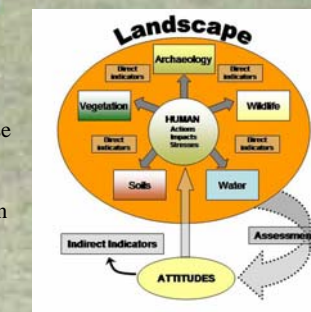 Landscape
Archaeology
Direct
indicators
Direct
indicators
Vegetation
Wildlife
HUMAN
Actions
Impacts
Stresses
Direct
indicators
Direct
indicators
Soils
Water
Assessmen
Indirect Indicators
ATTITUDES